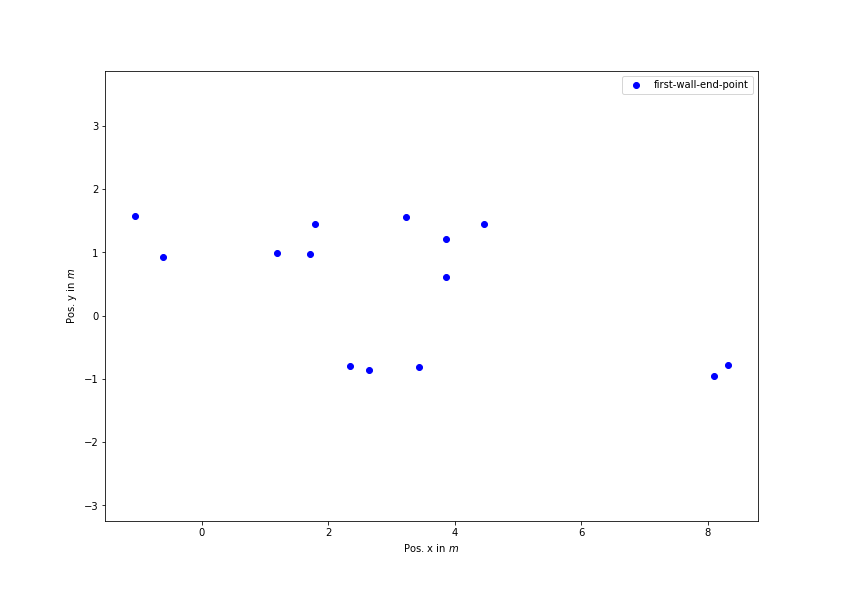 first-wall-end-point
3
2
1
0
−1
−2
−3
Pos. y in m
0 2 4 6 8
Pos. x in m